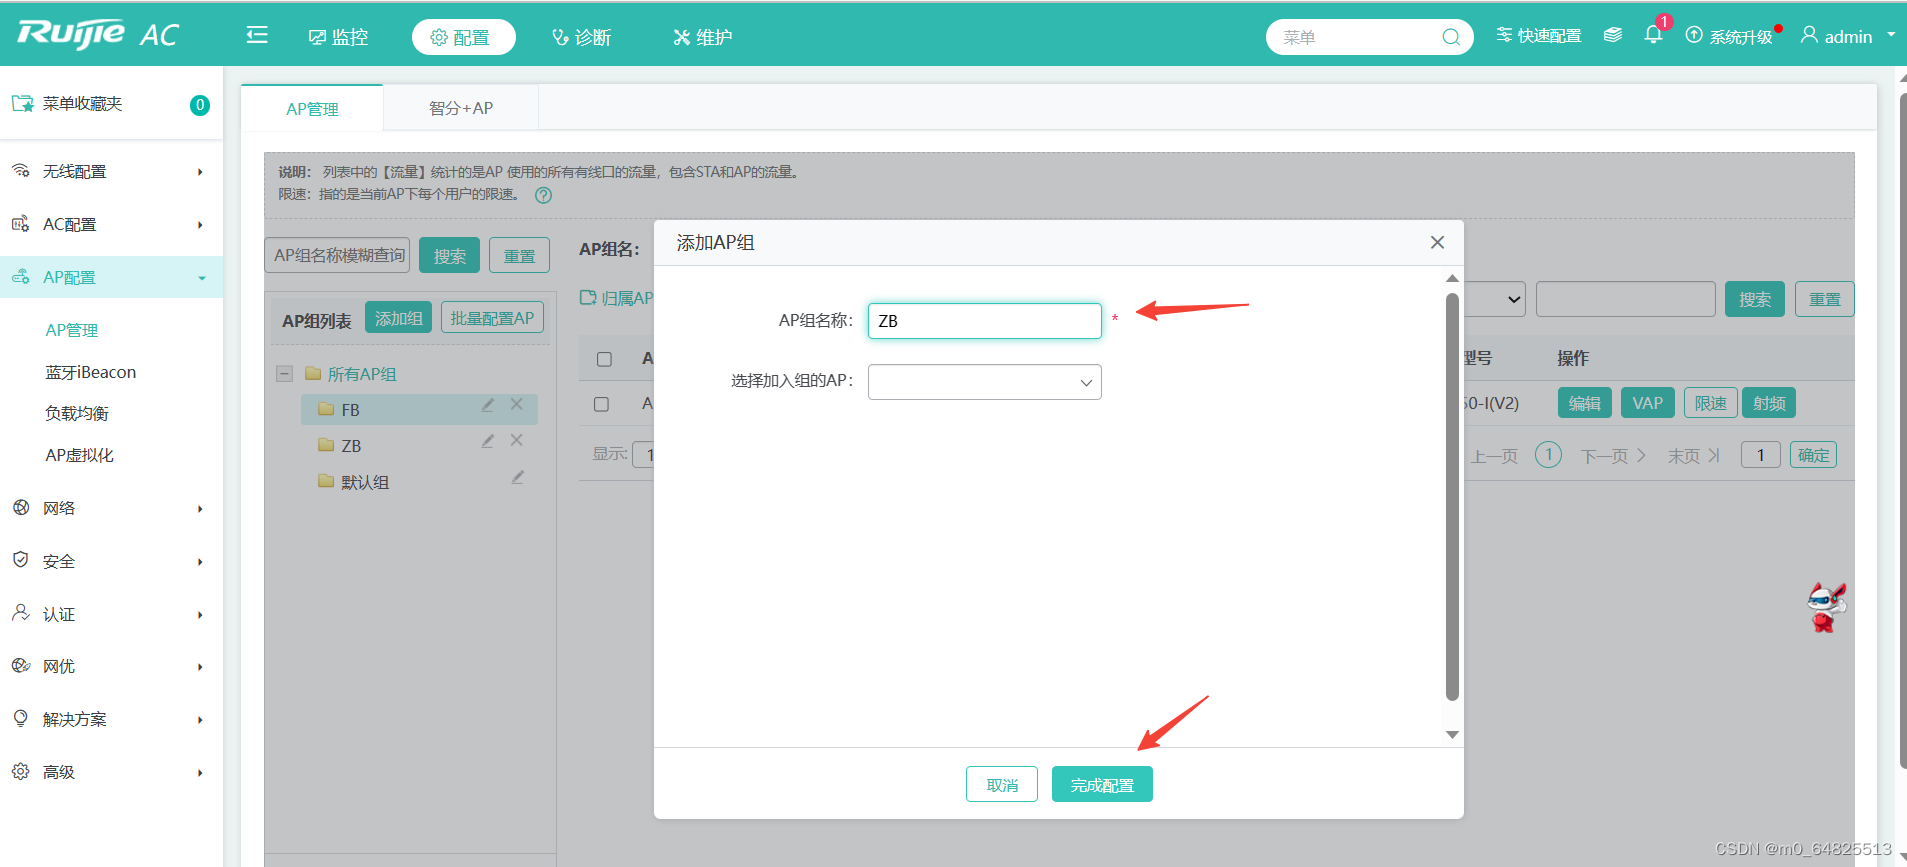 Ruijie AC
监控
配置
诊断
维护
菜单
快速配置
1
系统升级
admin
菜单收藏夹
0
无线配置
AC配置
AP配置
AP管理
蓝牙iBeacon
负载均衡
AP虚拟化
网络
安全
认证
网优
解决方案
高级
AP管理
智分+AP
说明： 列表中的【流量】统计的是AP 使用的所有有线口的流量，包含STA和AP的流量。
限速：指的是当前AP下每个用户的限速。
AP组名称模糊查询
搜索
重置
AP组列表
添加组
批量配置AP
所有AP组
FB
ZB
默认组
AP组名：
归属AP
搜索
重置
A
型号
操作
A
50-I(V2)
编辑
VAP
限速
射频
显示:
1
上一页
1
下一页
末页
1
确定
添加AP组
AP组名称：
ZB
*
选择加入组的AP：
取消
完成配置
CSDN @m0_64825513